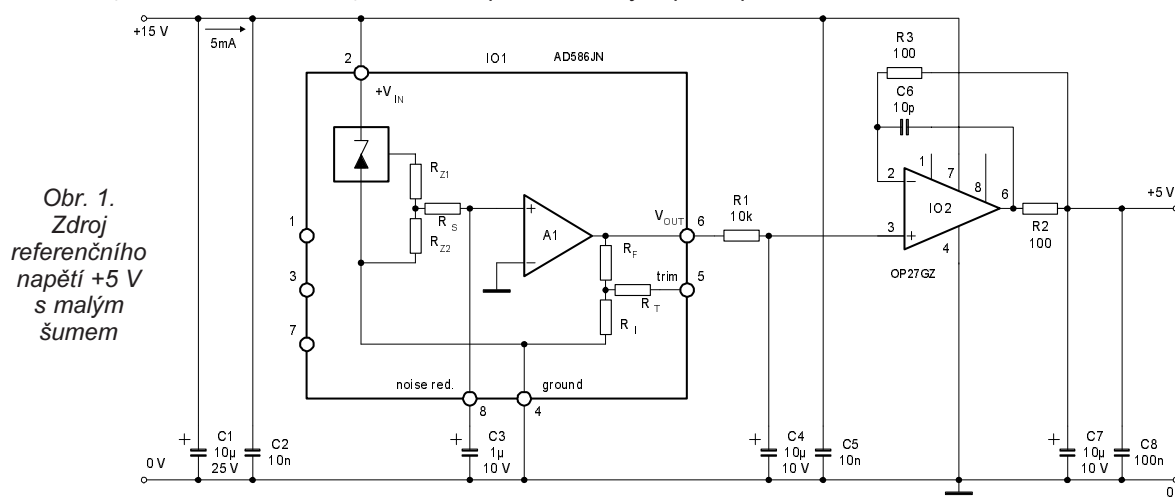 +15 V
5mA
2
IO1
AD586JN
R3
100
C6
10p
+V IN
R Z1
R S
R Z2
+
−
A1
V OUT
6
R1
10k
1
7
8
2
−
6
IO2
3
+
4
OP27GZ
R2
100
+5 V
R F
trim
5
R T
R I
1
3
7
Obr. 1.
Zdroj
referenčního
napětí +5 V
s malým
šumem
noise red.
8
ground
4
0 V
+
C1
10µ
25 V
C2
10n
+
C3
1µ
10 V
+
C4
10µ
10 V
C5
10n
+
C7
10µ
10 V
C8
100n